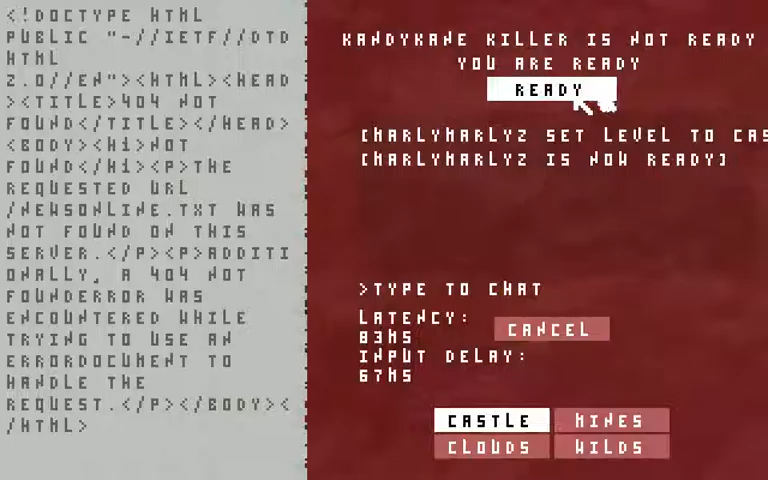 <!DOCTYPE HTML
PUBLIC "-//IETF//DTD
HTML
2.0//EN"><HTML><HEAD
><TITLE>404 NOT
FOUND</TITLE></HEAD>
<BODY><H1>NOT
FOUND</H1><P>THE
REQUESTED URL
/NEWSONLINE.TXT WAS
NOT FOUND ON THIS
SERVER.</P><P>ADDITI
ONALLY, A 404 NOT
FOUNDERROR WAS
ENCOUNTERED WHILE
TRYING TO USE AN
ERRORDOCUMENT TO
HANDLE THE
REQUEST.</P></BODY><
/HTML>
KANDYKANE KILLER IS NOT READY
YOU ARE READY
READY
[MARLYMARLYZ SET LEVEL TO CAS
[MARLYMARLYZ IS NOW READY]
>TYPE TO CHAT
LATENCY:
83MS
CANCEL
INPUT DELAY:
67MS
CASTLE MINES
CLOUDS WILDS